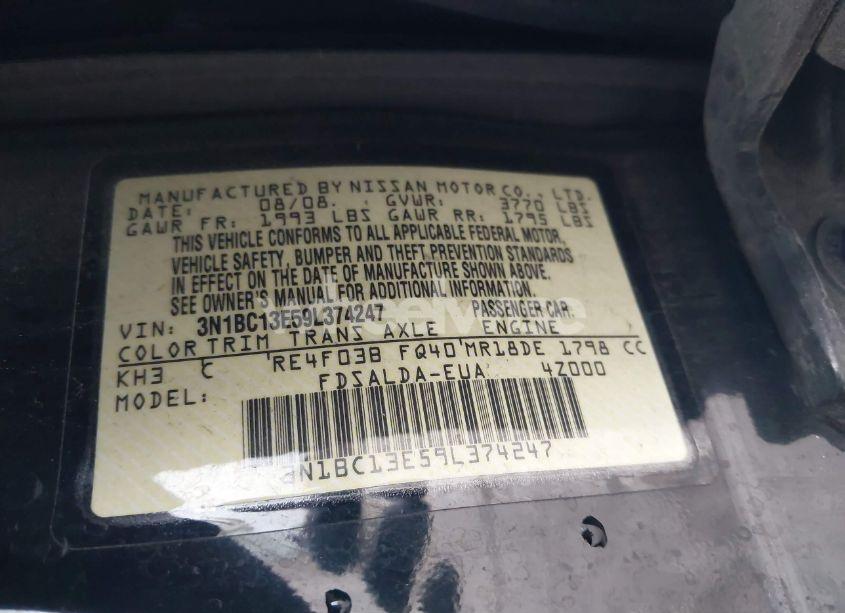 MANUFACTURED BY NISSAN MOTOR CO., LTD.
DATE: 08/08. GVWR: 3770 LBS
GAWR FR: 1993 LBS GAWR RR: 1795 LBS
THIS VEHICLE CONFORMS TO ALL APPLICABLE FEDERAL MOTOR
VEHICLE SAFETY, BUMPER AND THEFT PREVENTION STANDARDS
IN EFFECT ON THE DATE OF MANUFACTURE SHOWN ABOVE.
SEE OWNER'S MANUAL FOR ADDITIONAL INFORMATION.
VIN: 3N1BC13E59L374247 PASSENGER CAR
COLOR TRIM TRANS AXLE ENGINE
KH3 C RE4F03B FQ40 MR18DE 1798 CC
MODEL: FDSALDA-EUA 4Z000
3N1BC13E59L374247